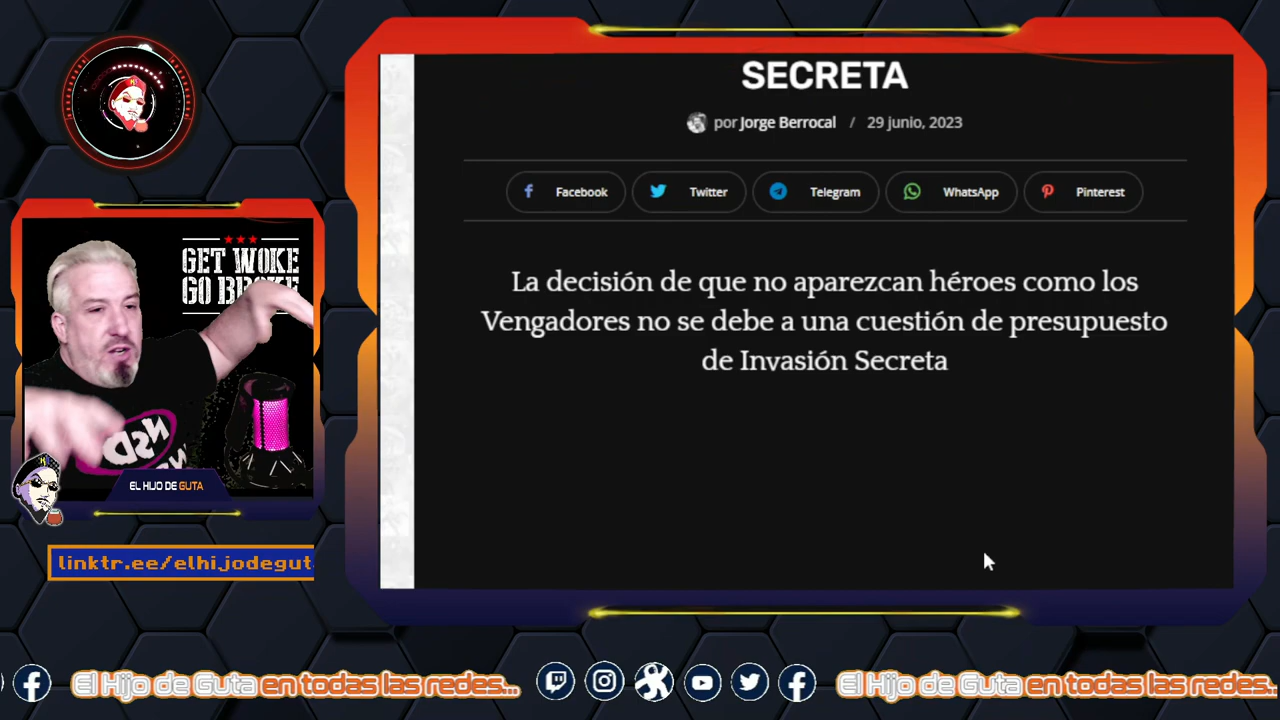 SECRETA
por Jorge Berrocal / 29 junio, 2023
Facebook
Twitter
Telegram
WhatsApp
Pinterest
La decisión de que no aparezcan héroes como los
Vengadores no se debe a una cuestión de presupuesto
de Invasión Secreta
GET WOKE
GO BROKE
EL HIJO DE GUTA
linktr.ee/elhijodegut
El Hijo de Guta en todas las redes...
El Hijo de Guta en todas las redes..